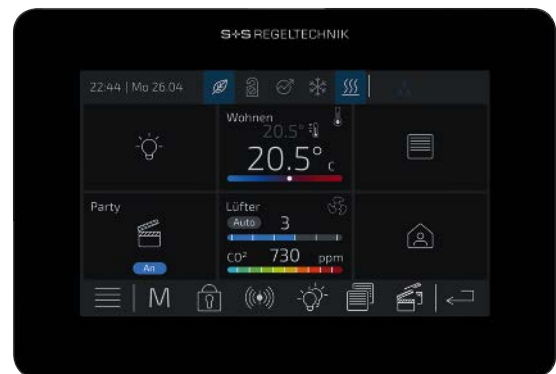 S+S REGELTECHNIK
22:44 | Mo 26.04
Wohnen
20.5°
20.5° c
Party
An
Lüfter
Auto 3
CO² 730 ppm
M